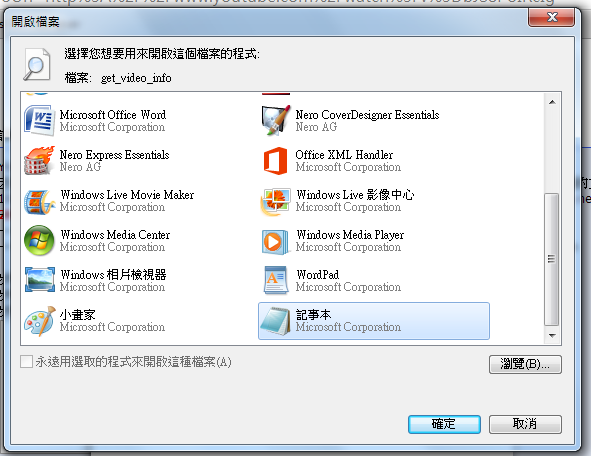 開啟檔案
選擇您想要用來開啟這個檔案的程式:
檔案: get_video_info
Microsoft Office Word
Microsoft Corporation
Nero CoverDesigner Essentials
Nero AG
Nero Express Essentials
Nero AG
Office XML Handler
Microsoft Corporation
Windows Live Movie Maker
Microsoft Corporation
Windows Live 影像中心
Microsoft Corporation
Windows Media Center
Microsoft Corporation
Windows Media Player
Microsoft Corporation
Windows 相片檢視器
Microsoft Corporation
WordPad
Microsoft Corporation
小畫家
Microsoft Corporation
記事本
Microsoft Corporation
永遠用選取的程式來開啟這種檔案(A)
瀏覽(B)...
確定
取消